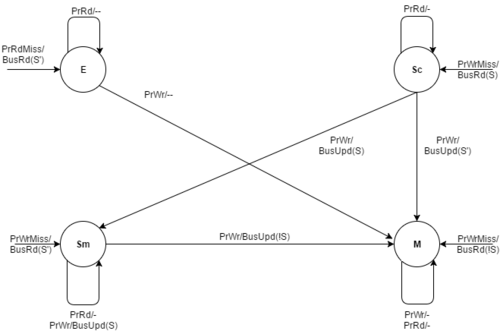 PrRd/--
PrRd/-
PrRdMiss/
BusRd(S')
E
Sc
PrWrMiss/
BusRd(S)
PrWr/--
PrWr/
BusUpd(S)
PrWr/
BusUpd(S')
PrWrMiss/
BusRd(S')
Sm
PrWr/BusUpd(!S)
M
PrWrMiss/
BusRd(!S)
PrRd/-
PrWr/BusUpd(S)
PrWr/-
PrRd/-